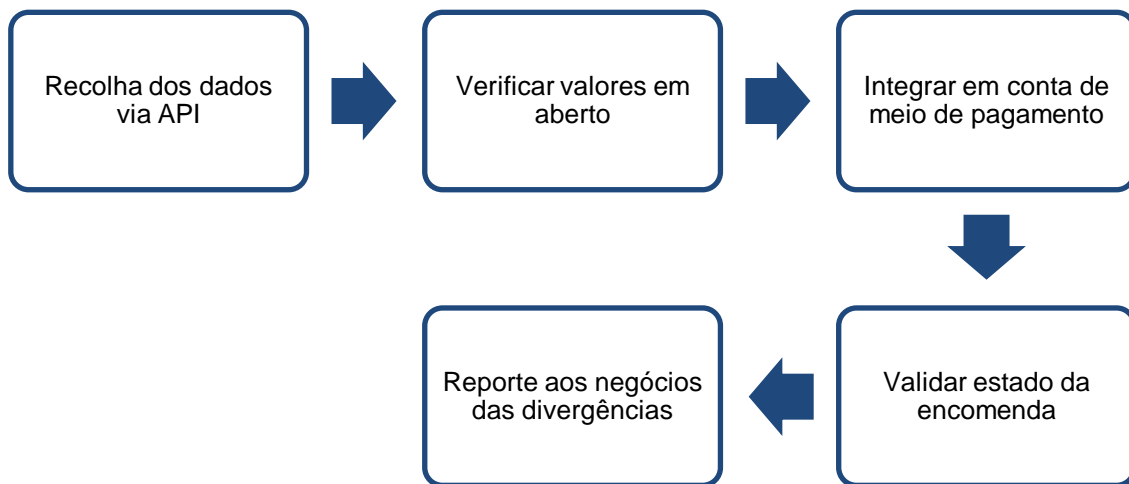 Recolha dos dados
via API
Verificar valores em
aberto
Integrar em conta de
meio de pagamento
Validar estado da
encomenda
Reporte aos negócios
das divergências